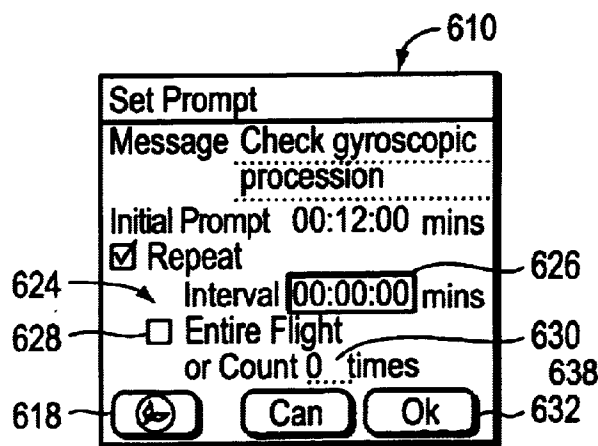 610
Set Prompt
Message Check gyroscopic
procession
Initial Prompt 00:12:00 mins
Repeat
624
Interval 00:00:00 mins
626
628
Entire Flight
630
or Count 0 times
638
618
Can
Ok
632